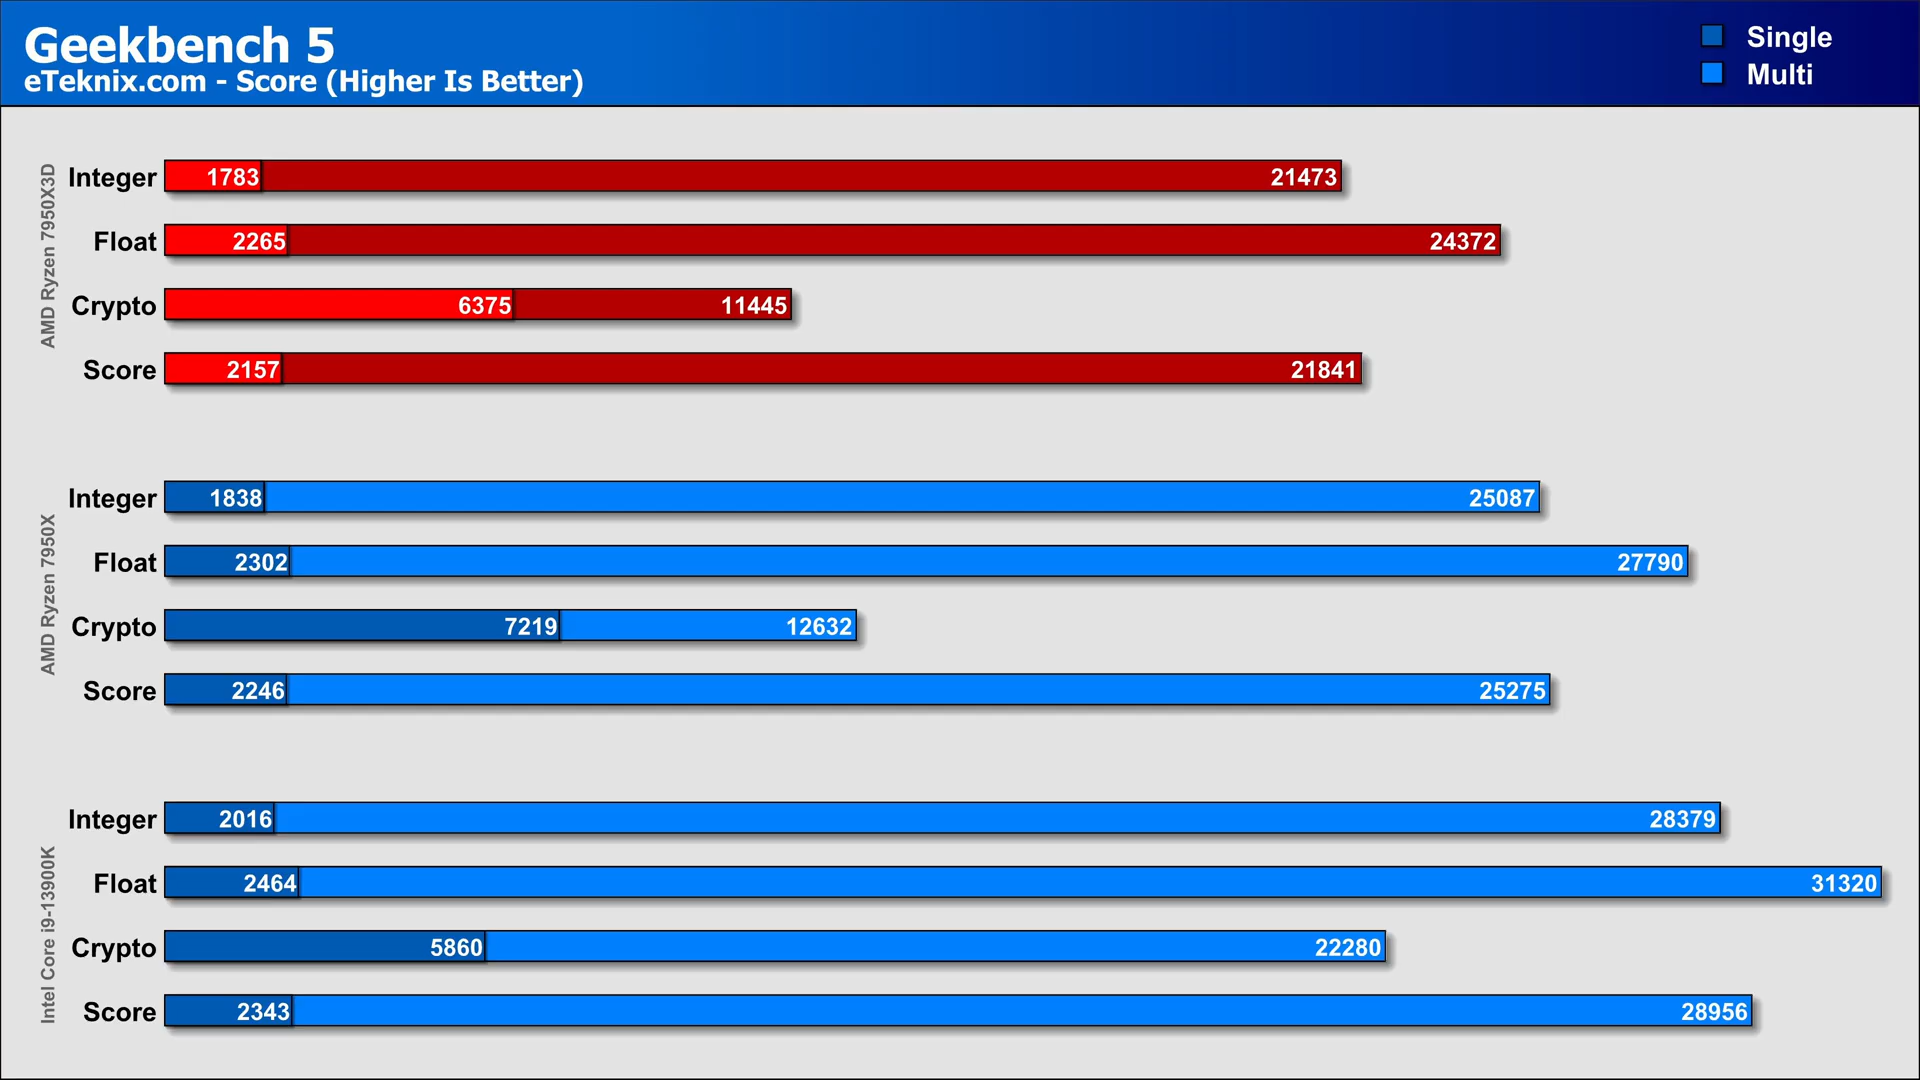 Geekbench 5
eTeknix.com - Score (Higher Is Better)
Single
Multi
AMD Ryzen 7950X3D
Integer 1783 21473
Float 2265 24372
Crypto 6375 11445
Score 2157 21841
AMD Ryzen 7950X
Integer 1838 25087
Float 2302 27790
Crypto 7219 12632
Score 2246 25275
Intel Core i9-13900K
Integer 2016 28379
Float 2464 31320
Crypto 5860 22280
Score 2343 28956